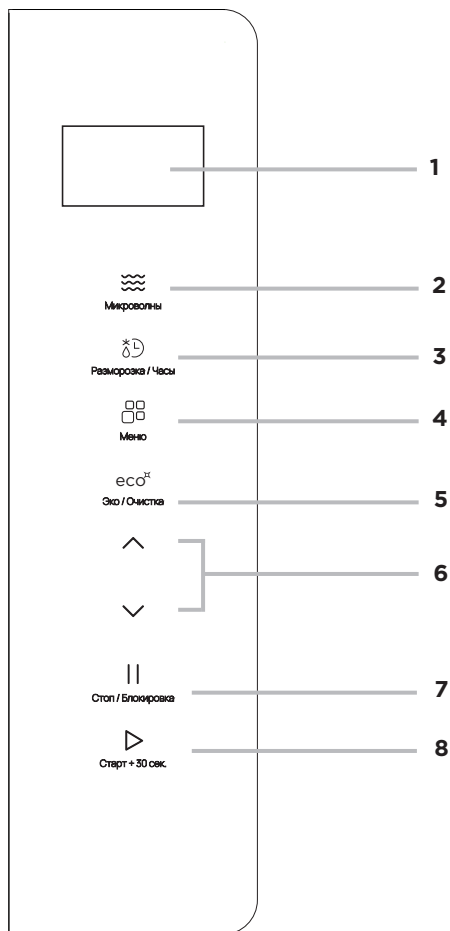 1
Микроволны
2
Разморозка / Часы
3
Меню
4
eco
Эко / Очистка
5
6
Стоп / Блокировка
7
Старт + 30 сек.
8